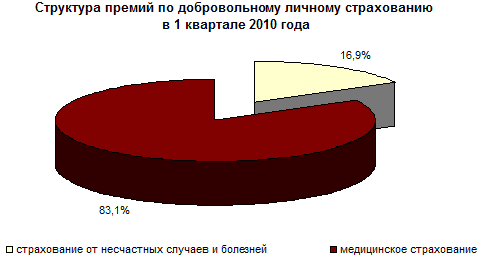 Структура премий по добровольному личному страхованию
в 1 квартале 2010 года
16,9%
83,1%
страхование от несчастных случаев и болезней
медицинское страхование